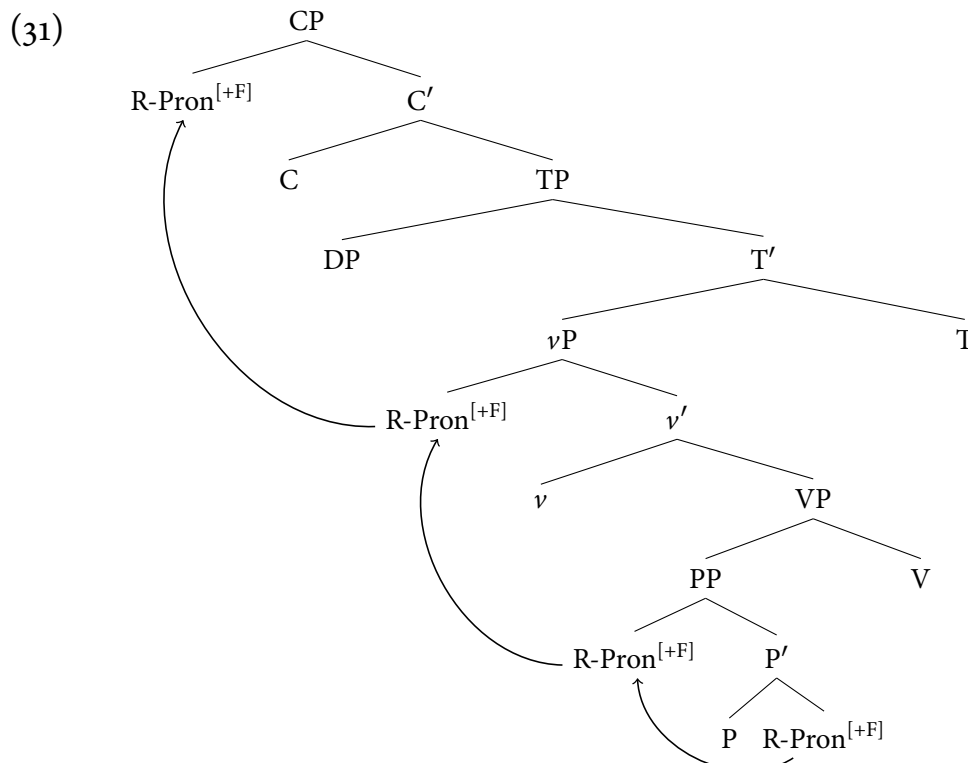 (31) CP
R-Pron[+F] C′
C TP
DP T′
νP T
R-Pron[+F] ν′
ν VP
PP V
R-Pron[+F] P′
P R-Pron[+F]